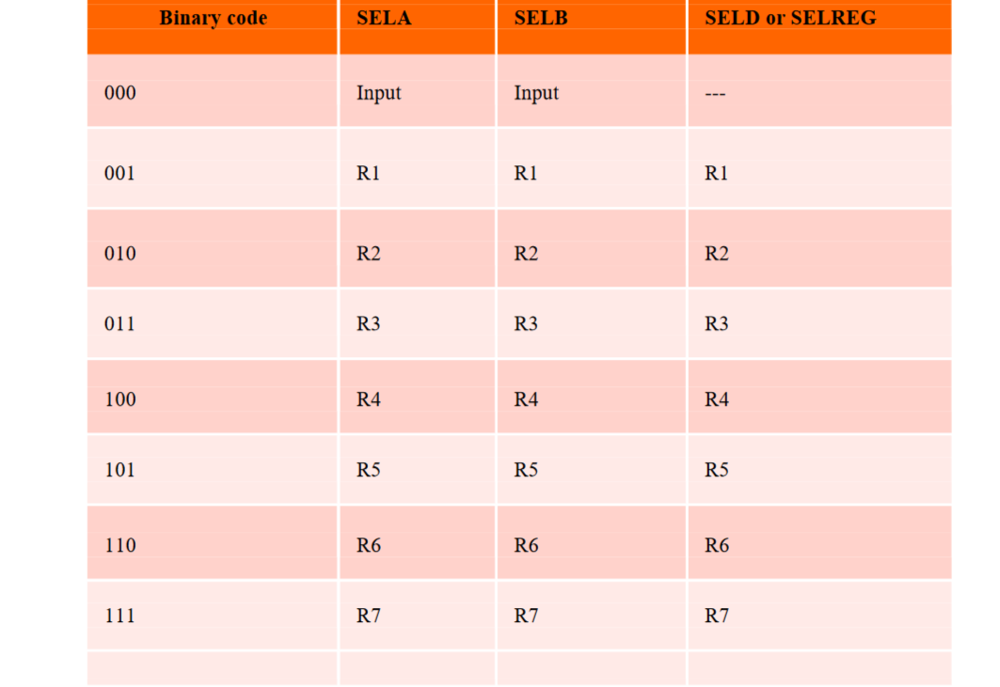 Binary code SELA SELB SELD or SELREG
000 Input Input ---
001 R1 R1 R1
010 R2 R2 R2
011 R3 R3 R3
100 R4 R4 R4
101 R5 R5 R5
110 R6 R6 R6
111 R7 R7 R7